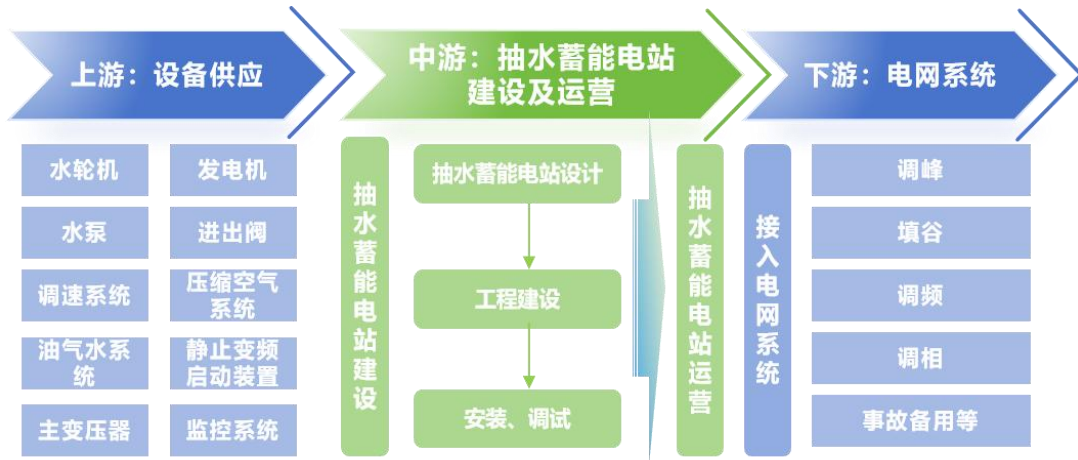 上游：设备供应
中游：抽水蓄能电站
建设及运营
下游：电网系统
水轮机
发电机
水泵
进出阀
调速系统
压缩空气
系统
油气水系
统
静止变频
启动装置
主变压器
监控系统
抽水蓄能电站建设
抽水蓄能电站设计
工程建设
安装、调试
抽水蓄能电站运营
接入电网系统
调峰
填谷
调频
调相
事故备用等